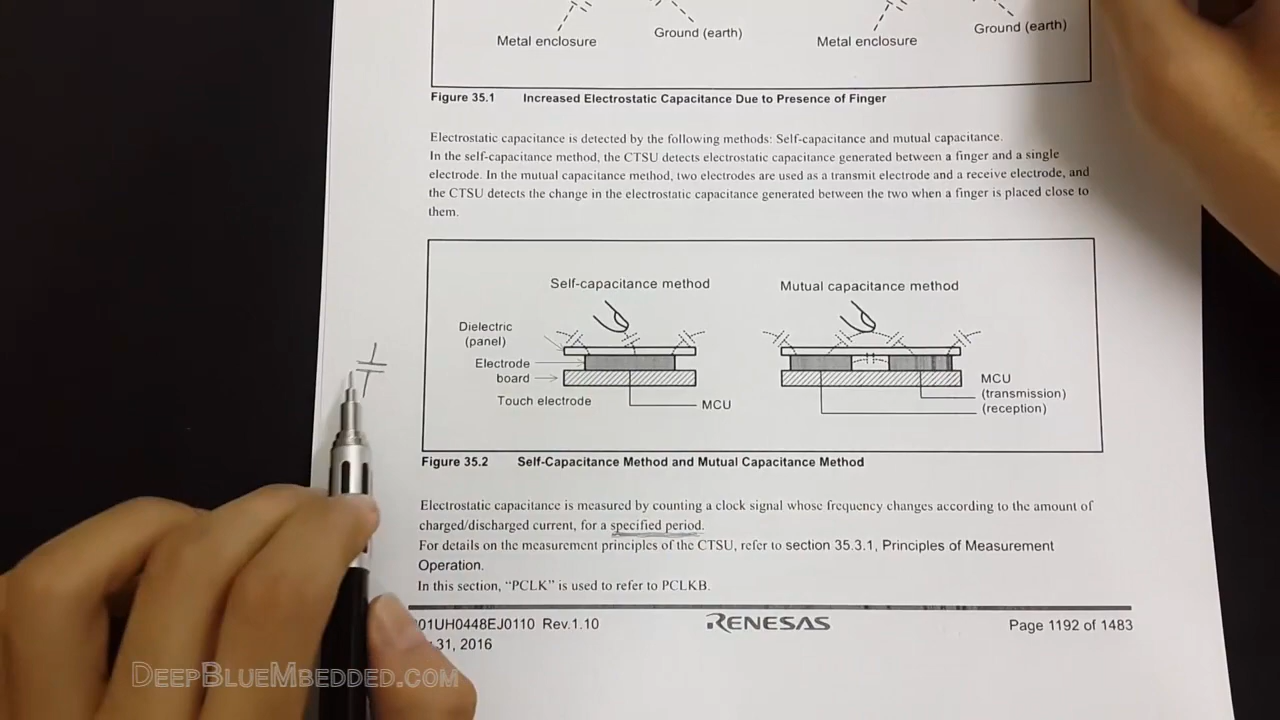 Metal enclosure
Ground (earth)
Metal enclosure
Ground (earth)
Figure 35.1 Increased Electrostatic Capacitance Due to Presence of Finger
Electrostatic capacitance is detected by the following methods: Self-capacitance and mutual capacitance.
In the self-capacitance method, the CTSU detects electrostatic capacitance generated between a finger and a single
electrode. In the mutual capacitance method, two electrodes are used as a transmit electrode and a receive electrode, and
the CTSU detects the change in the electrostatic capacitance generated between the two when a finger is placed close to
them.
Self-capacitance method
Mutual capacitance method
Dielectric
(panel)
Electrode
board
Touch electrode
MCU
MCU
(transmission)
(reception)
Figure 35.2 Self-Capacitance Method and Mutual Capacitance Method
Electrostatic capacitance is measured by counting a clock signal whose frequency changes according to the amount of
charged/discharged current, for a specified period.
For details on the measurement principles of the CTSU, refer to section 35.3.1, Principles of Measurement
Operation.
In this section, “PCLK” is used to refer to PCLKB.
01UH0448EJ0110 Rev.1.10
RENESAS
Page 1192 of 1483
31, 2016
DeepBlueMbedded.com